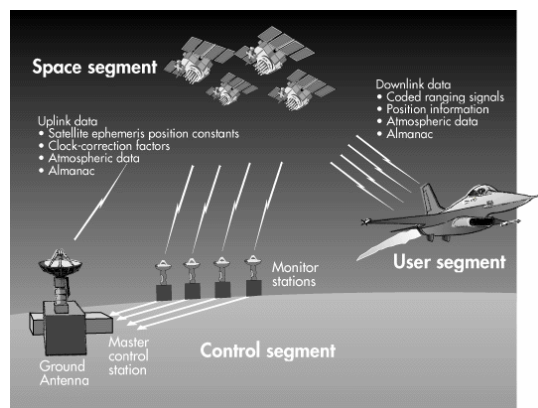 Space segment
Downlink data
• Coded ranging signals
• Position information
• Atmospheric data
• Almanac
Uplink data
• Satellite ephemeris position constants
• Clock-correction factors
• Atmospheric data
• Almanac
User segment
Monitor
stations
Master
control
station
Control segment
Ground
Antenna